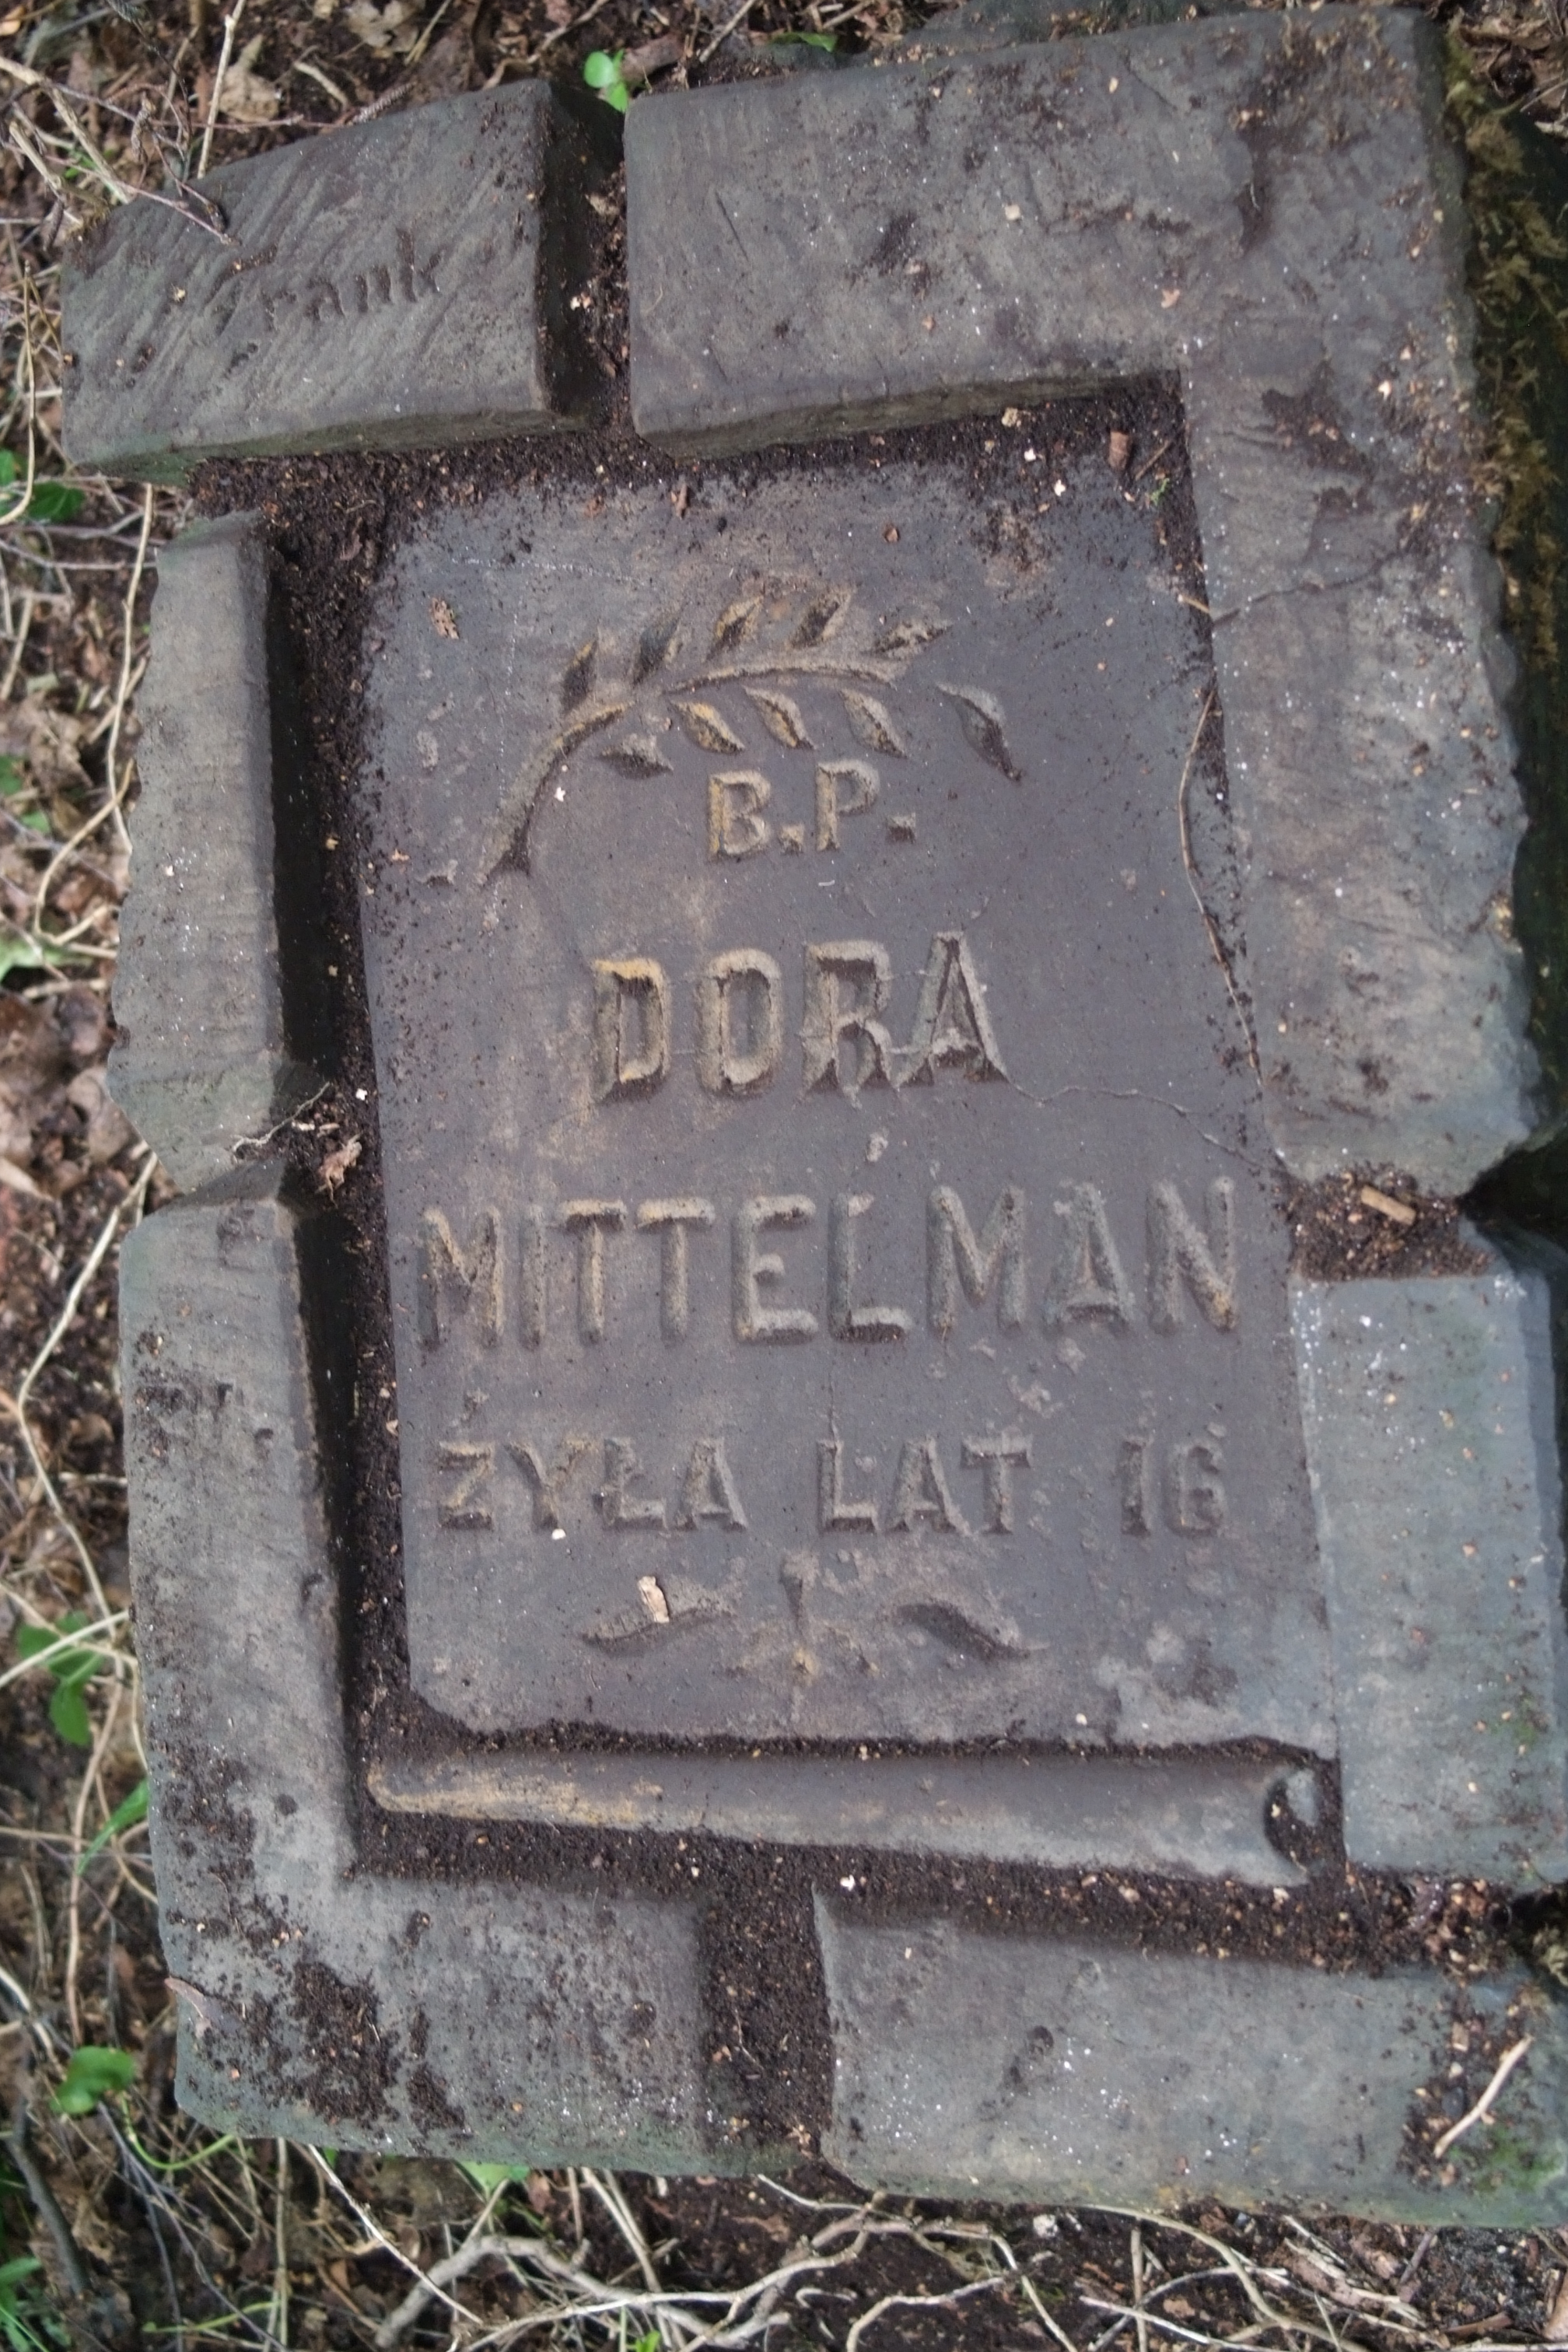 Frank
B.P.
DORA
MITTELMAN
ŻYŁA LAT 16